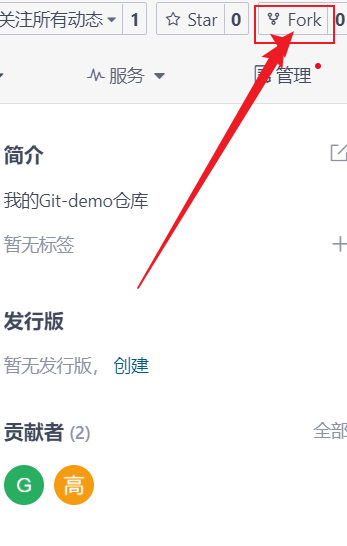 关注所有动态 1 Star 0 Fork 0
服务 管理
简介
我的Git-demo仓库
暂无标签
发行版
暂无发行版， 创建
贡献者 (2) 全部
G 高